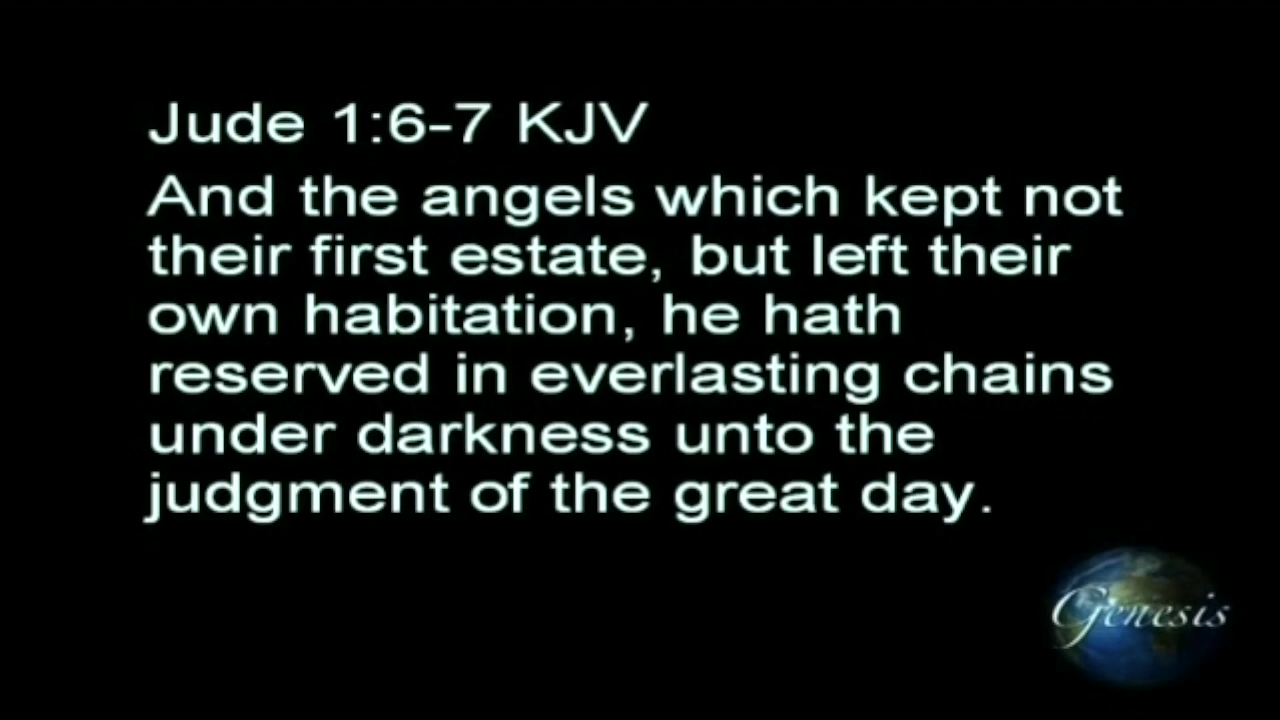 Jude 1:6-7 KJV
And the angels which kept not
their first estate, but left their
own habitation, he hath
reserved in everlasting chains
under darkness unto the
judgment of the great day.
Genesis